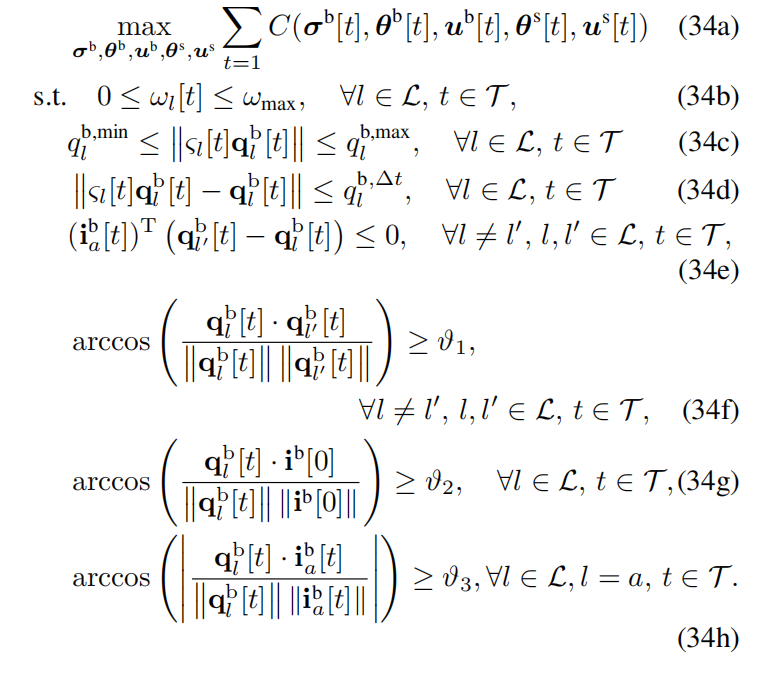 max_{σ^b,θ^b,u^b,θ^s,u^s} ∑_{t=1} C(σ^b[t], θ^b[t], u^b[t], θ^s[t], u^s[t]) (34a)
s.t. 0 ≤ ω_l[t] ≤ ω_max, ∀l ∈ ℒ, t ∈ 𝒯, (34b)
q_l^{b,min} ≤ ‖ς_l[t]𝐪_l^b[t]‖ ≤ q_l^{b,max}, ∀l ∈ ℒ, t ∈ 𝒯 (34c)
‖ς_l[t]𝐪_l^b[t] − 𝐪_l^b[t]‖ ≤ q_l^{b,Δt}, ∀l ∈ ℒ, t ∈ 𝒯 (34d)
(𝐢_a^b[t])^T (𝐪_{l′}^b[t] − 𝐪_l^b[t]) ≤ 0, ∀l ≠ l′, l, l′ ∈ ℒ, t ∈ 𝒯,
(34e)
arccos(𝐪_l^b[t] · 𝐪_{l′}^b[t] / ‖𝐪_l^b[t]‖ ‖𝐪_{l′}^b[t]‖) ≥ ϑ_1,
∀l ≠ l′, l, l′ ∈ ℒ, t ∈ 𝒯, (34f)
arccos(𝐪_l^b[t] · 𝐢^b[0] / ‖𝐪_l^b[t]‖ ‖𝐢^b[0]‖) ≥ ϑ_2, ∀l ∈ ℒ, t ∈ 𝒯, (34g)
arccos(|𝐪_l^b[t] · 𝐢_a^b[t] / ‖𝐪_l^b[t]‖ ‖𝐢_a^b[t]‖|) ≥ ϑ_3, ∀l ∈ ℒ, l = a, t ∈ 𝒯.
(34h)